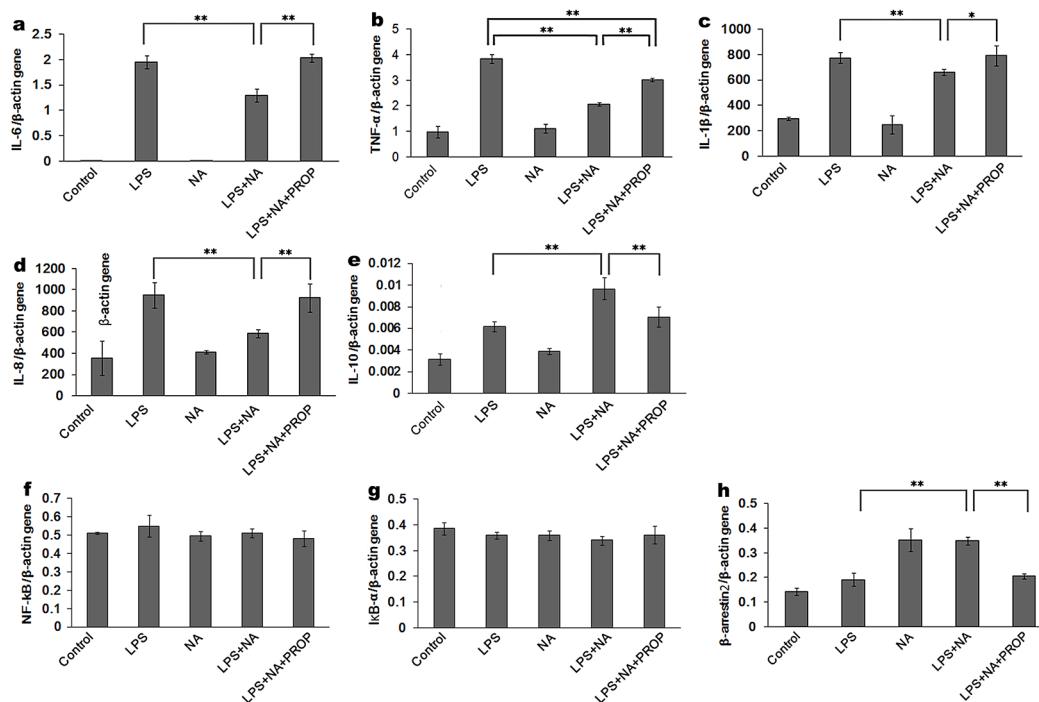 a
IL-6/β-actin gene
2.5
2
1.5
1
0.5
0
**
**
Control
LPS
NA
LPS+NA
LPS+NA+PROP
b
TNF-α/β-actin gene
5
4
3
2
1
0
**
**
**
Control
LPS
NA
LPS+NA
LPS+NA+PROP
c
IL-1β/β-actin gene
1000
800
600
400
200
0
**
*
Control
LPS
NA
LPS+NA
LPS+NA+PROP
d
IL-8/β-actin gene
1200
1000
800
600
400
200
0
β-actin gene
**
**
Control
LPS
NA
LPS+NA
LPS+NA+PROP
e
IL-10/β-actin gene
0.012
0.01
0.008
0.006
0.004
0.002
0
**
**
Control
LPS
NA
LPS+NA
LPS+NA+PROP
f
NF-kB/β-actin gene
0.7
0.6
0.5
0.4
0.3
0.2
0.1
0
Control
LPS
NA
LPS+NA
LPS+NA+PROP
g
IκB-α/β-actin gene
0.5
0.4
0.3
0.2
0.1
0
Control
LPS
NA
LPS+NA
LPS+NA+PROP
h
β-arrestin2/β-actin gene
0.5
0.4
0.3
0.2
0.1
0
**
**
Control
LPS
NA
LPS+NA
LPS+NA+PROP